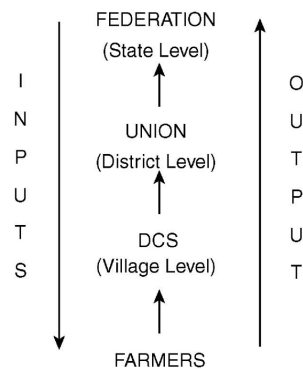 FEDERATION
(State Level)
UNION
(District Level)
DCS
(Village Level)
FARMERS
INPUTS
OUTPUT